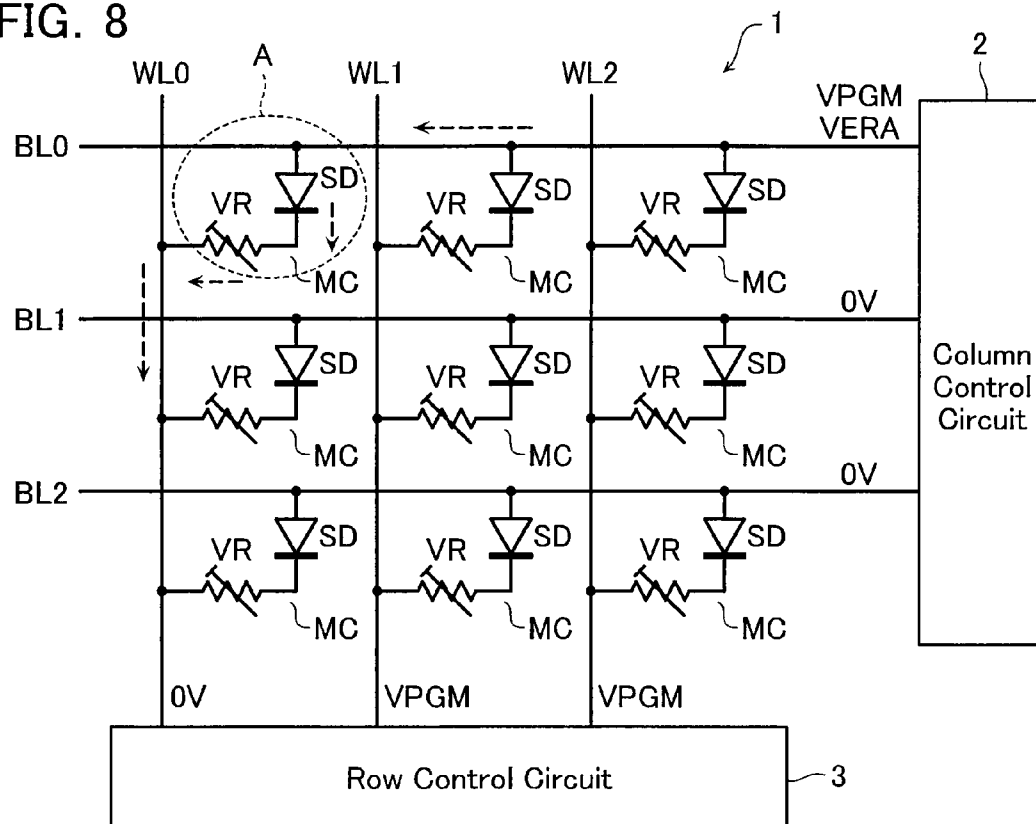 FIG. 8
1
2
A
WL0 WL1 WL2
VPGM
VERA
BL0
SD SD SD
VR VR VR
MC MC MC
BL1 0V
SD SD SD
VR VR VR
MC MC MC
Column
Control
Circuit
BL2 0V
SD SD SD
VR VR VR
MC MC MC
0V VPGM VPGM
Row Control Circuit 3